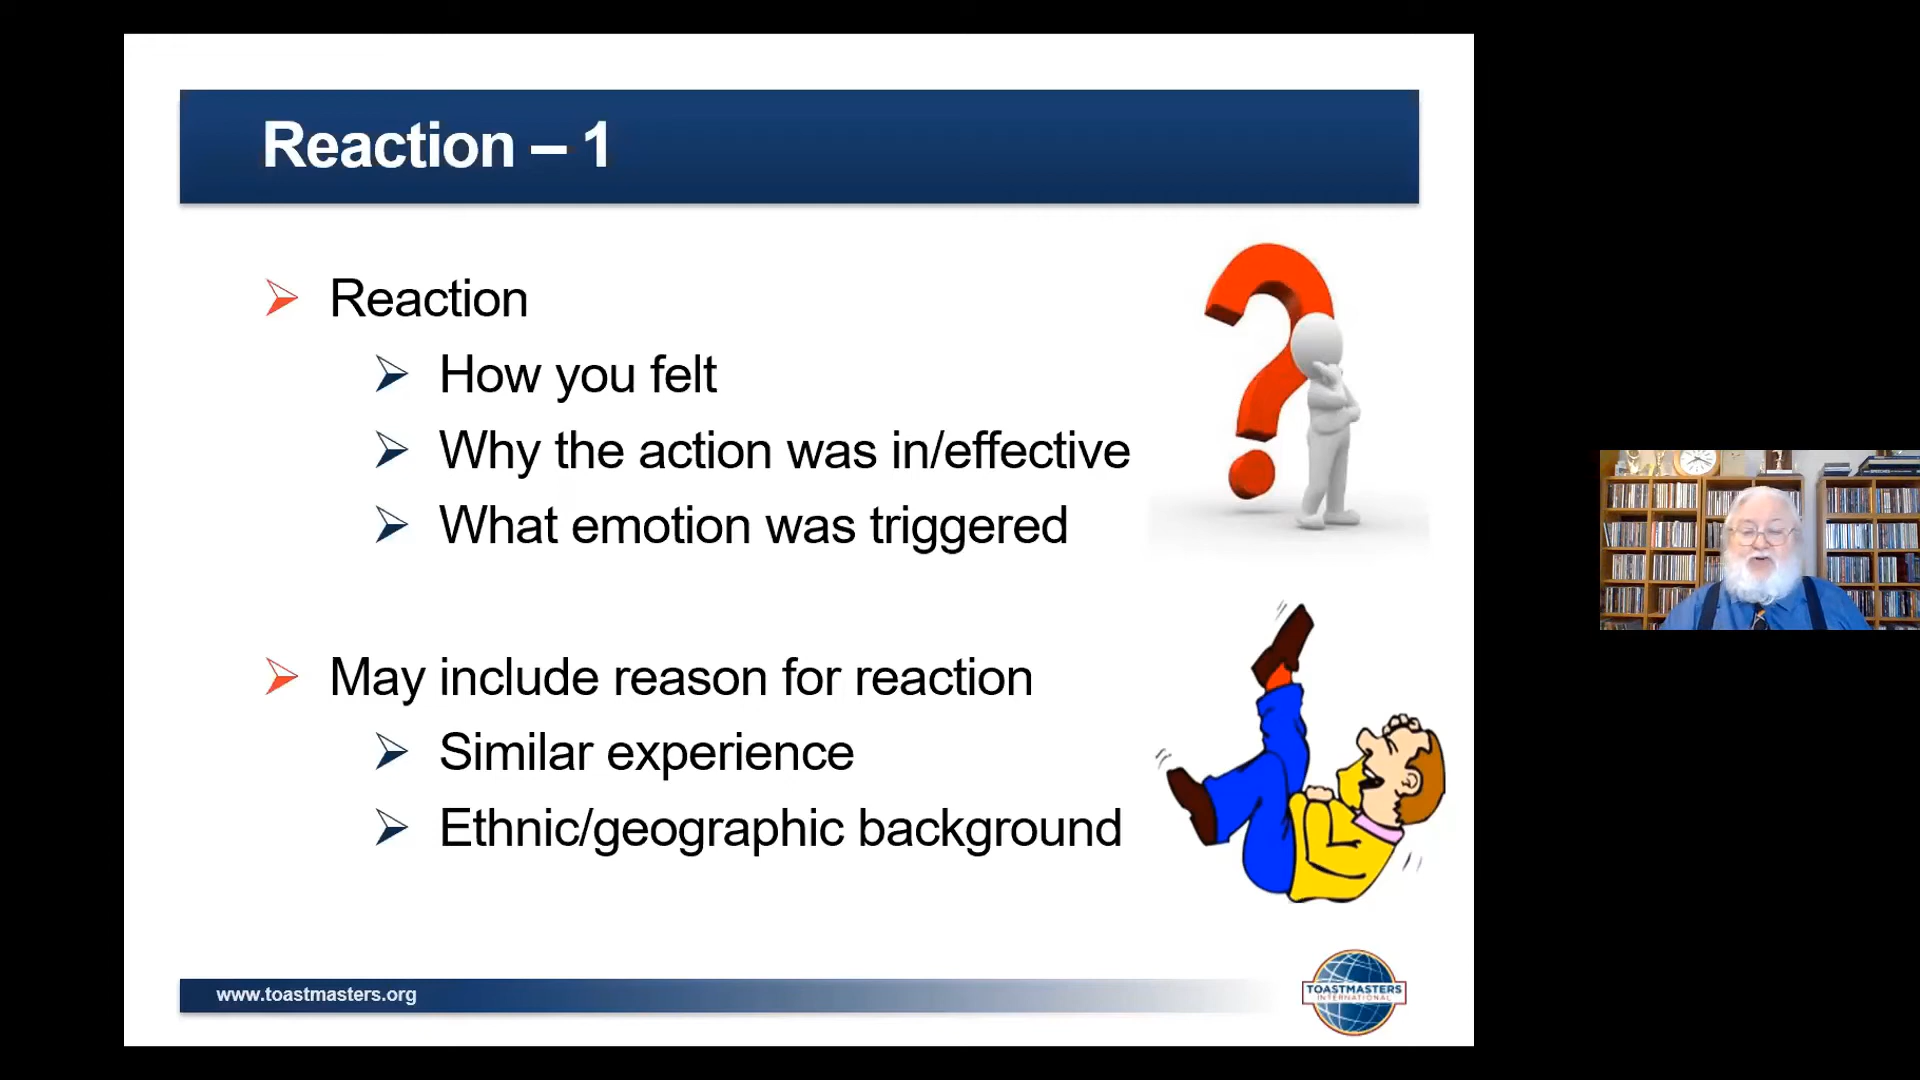 Reaction – 1
Reaction
How you felt
Why the action was in/effective
What emotion was triggered
May include reason for reaction
Similar experience
Ethnic/geographic background
www.toastmasters.org
TOASTMASTERS
INTERNATIONAL